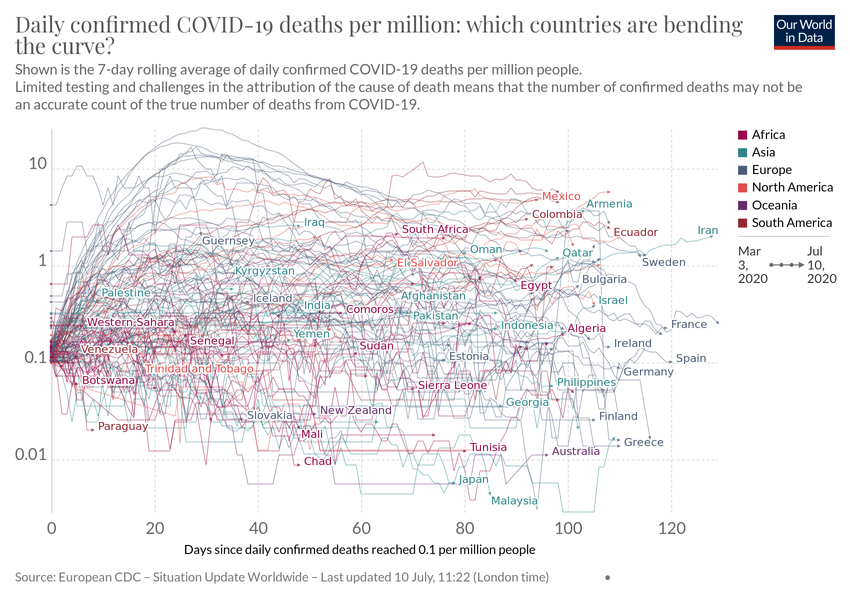 Daily confirmed COVID-19 deaths per million: which countries are bending
the curve?
Our World
in Data
Shown is the 7-day rolling average of daily confirmed COVID-19 deaths per million people.
Limited testing and challenges in the attribution of the cause of death means that the number of confirmed deaths may not be
an accurate count of the true number of deaths from COVID-19.
Africa
Asia
Europe
North America
Oceania
South America
Mar
3,
2020
Jul
10,
2020
10
1
0.1
0.01
Mexico
Armenia
Colombia
Iraq
South Africa
Ecuador
Iran
Guernsey
Oman
Qatar
El Salvador
Sweden
Kyrgyzstan
Bulgaria
Egypt
Palestine
Iceland
India
Afghanistan
Israel
Comoros
Pakistan
Western Sahara
Indonesia
Algeria
France
Yemen
Senegal
Sudan
Ireland
Venezuela
Estonia
Spain
Trinidad and Tobago
Germany
Botswana
Sierra Leone
Philippines
Georgia
Slovakia
New Zealand
Finland
Paraguay
Mali
Greece
Tunisia
Australia
Chad
Japan
Malaysia
0
20
40
60
80
100
120
Days since daily confirmed deaths reached 0.1 per million people
Source: European CDC – Situation Update Worldwide – Last updated 10 July, 11:22 (London time)